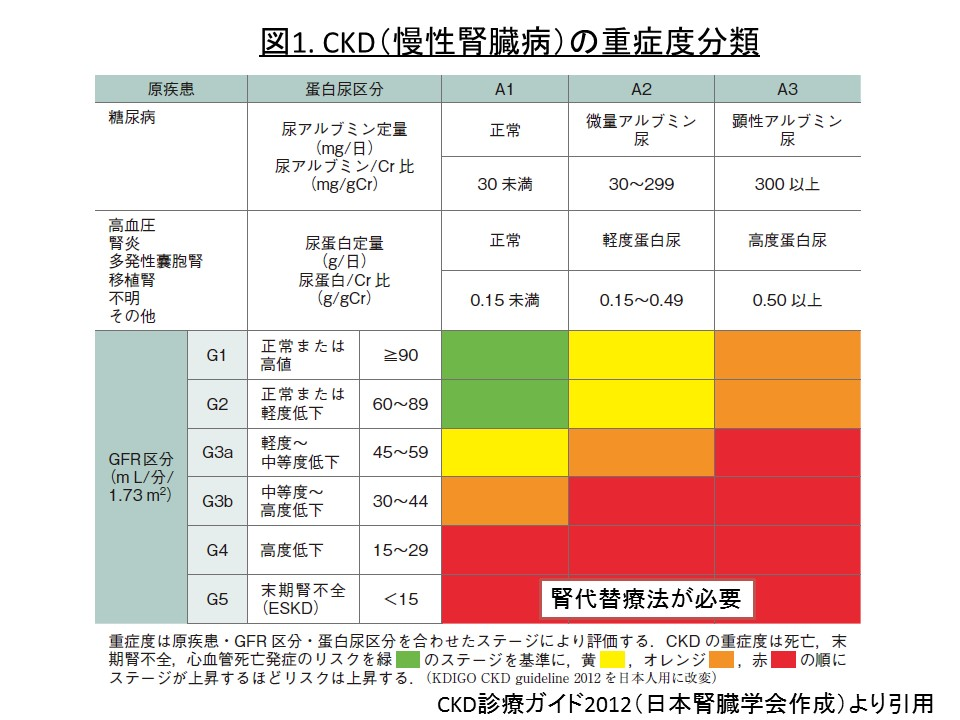 図1. CKD（慢性腎臓病）の重症度分類
原疾患 蛋白尿区分 A1 A2 A3
糖尿病
尿アルブミン定量
(mg/日)
尿アルブミン/Cr 比
(mg/gCr)
正常
微量アルブミン
尿
顕性アルブミン
尿
30 未満 30～299 300 以上
高血圧
腎炎
多発性嚢胞腎
移植腎
不明
その他
尿蛋白定量
(g/日)
尿蛋白/Cr 比
(g/gCr)
正常 軽度蛋白尿 高度蛋白尿
0.15 未満 0.15～0.49 0.50 以上
GFR 区分
(mL/分/
1.73 m²)
G1
正常または
高値
≧90
G2
正常または
軽度低下
60～89
G3a
軽度～
中等度低下
45～59
G3b
中等度～
高度低下
30～44
G4 高度低下 15～29
G5
末期腎不全
(ESKD)
＜15
腎代替療法が必要
重症度は原疾患・GFR 区分・蛋白尿区分を合わせたステージにより評価する．CKD の重症度は死亡，末
期腎不全，心血管死亡発症のリスクを緑 のステージを基準に，黄 ，オレンジ ，赤 の順に
ステージが上昇するほどリスクは上昇する．（KDIGO CKD guideline 2012 を日本人用に改変）
CKD診療ガイド2012（日本腎臓学会作成）より引用